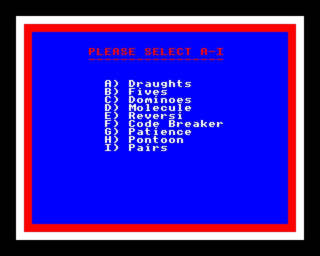 PLEASE SELECT A-I
A) Draughts
B) Fives
C) Dominoes
D) Molecule
E) Reversi
F) Code Breaker
G) Patience
H) Pontoon
I) Pairs